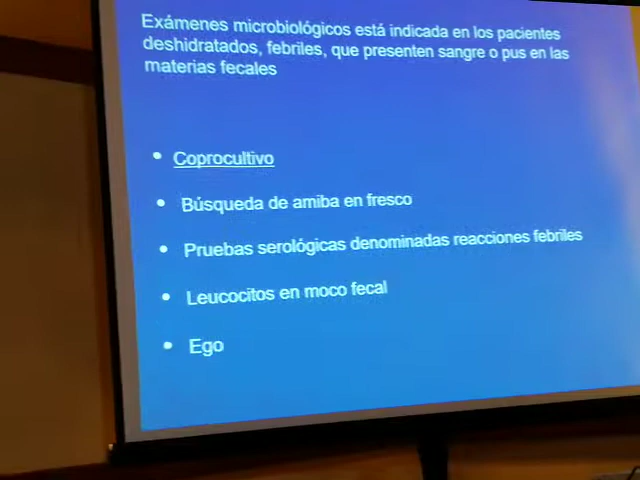 Exámenes microbiológicos está indicada en los pacientes
deshidratados, febriles, que presenten sangre o pus en las
materias fecales
• Coprocultivo
• Búsqueda de amiba en fresco
• Pruebas serológicas denominadas reacciones febriles
• Leucocitos en moco fecal
• Ego